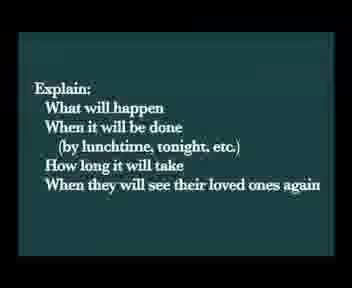 Explain:
What will happen
When it will be done
(by lunchtime, tonight, etc.)
How long it will take
When they will see their loved ones again